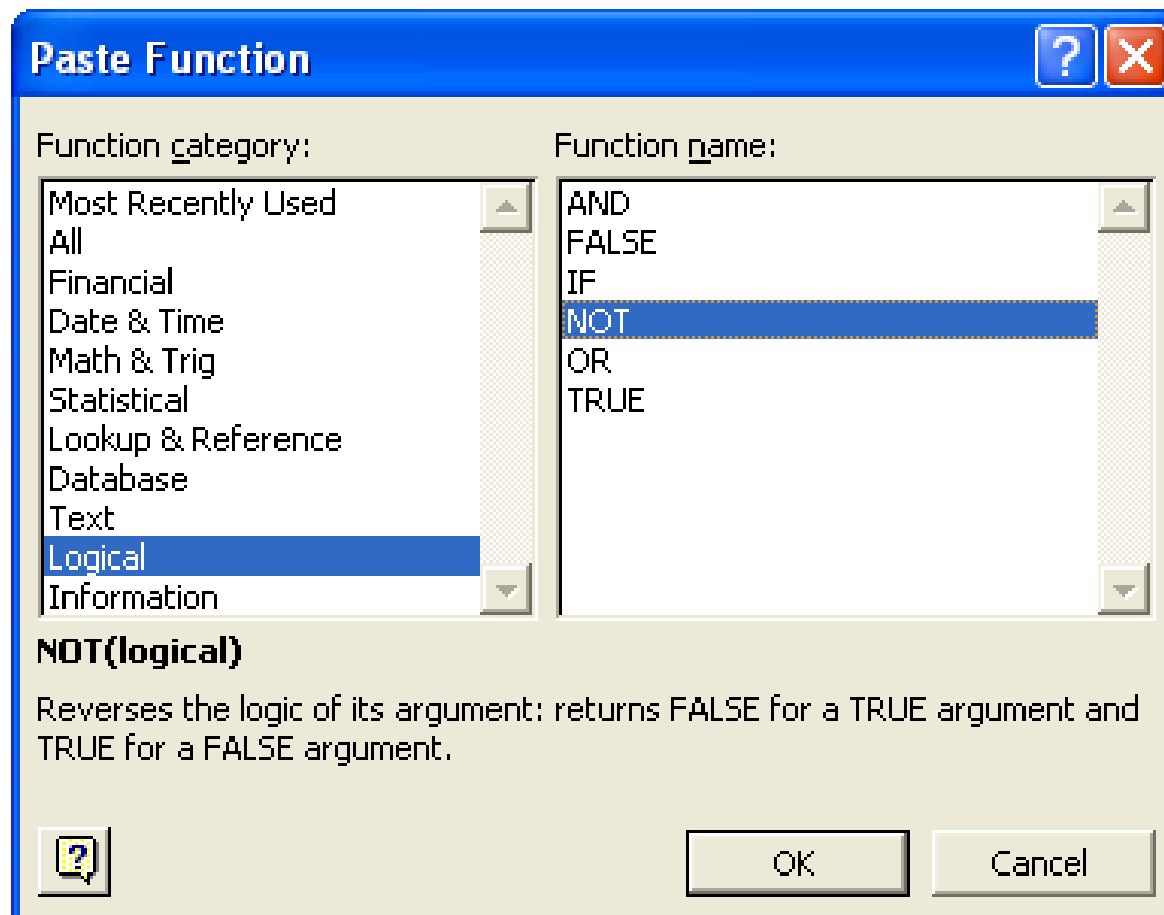 Paste Function
Function category:
Function name:
Most Recently Used
All
Financial
Date & Time
Math & Trig
Statistical
Lookup & Reference
Database
Text
Logical
Information
AND
FALSE
IF
NOT
OR
TRUE
NOT(logical)
Reverses the logic of its argument: returns FALSE for a TRUE argument and
TRUE for a FALSE argument.
OK
Cancel